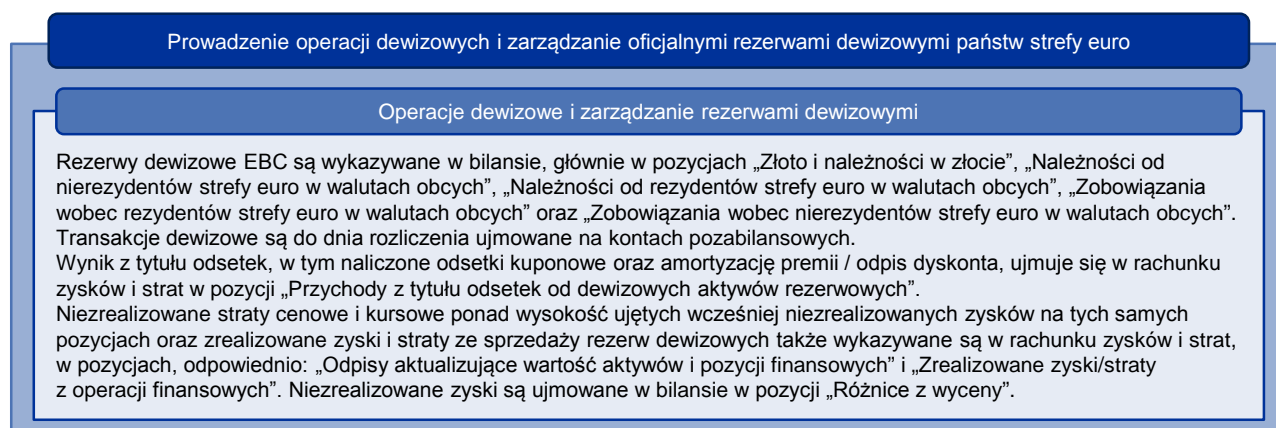 Prowadzenie operacji dewizowych i zarządzanie oficjalnymi rezerwami dewizowymi państw strefy euro
Operacje dewizowe i zarządzanie rezerwami dewizowymi
Rezerwy dewizowe EBC są wykazywane w bilansie, głównie w pozycjach „Złoto i należności w złocie”, „Należności od
nierezydentów strefy euro w walutach obcych”, „Należności od rezydentów strefy euro w walutach obcych”, „Zobowiązania
wobec rezydentów strefy euro w walutach obcych” oraz „Zobowiązania wobec nierezydentów strefy euro w walutach obcych”.
Transakcje dewizowe są do dnia rozliczenia ujmowane na kontach pozabilansowych.
Wynik z tytułu odsetek, w tym naliczone odsetki kuponowe oraz amortyzację premii / odpis dyskonta, ujmuje się w rachunku
zysków i strat w pozycji „Przychody z tytułu odsetek od dewizowych aktywów rezerwowych”.
Niezrealizowane straty cenowe i kursowe ponad wysokość ujętych wcześniej niezrealizowanych zysków na tych samych
pozycjach oraz zrealizowane zyski i straty ze sprzedaży rezerw dewizowych także wykazywane są w rachunku zysków i strat,
w pozycjach, odpowiednio: „Odpisy aktualizujące wartość aktywów i pozycji finansowych” i „Zrealizowane zyski/straty
z operacji finansowych”. Niezrealizowane zyski są ujmowane w bilansie w pozycji „Różnice z wyceny”.